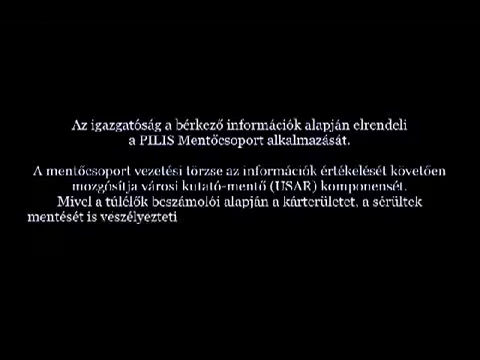 Az igazgatóság a bérkező információk alapján elrendeli
a PILIS Mentőcsoport alkalmazását.
A mentőcsoport vezetési törzse az információk értékelését követően
mozgósítja városi kutató-mentő (USAR) komponensét.
Mivel a túlélők beszámolói alapján a kárterületet, a sérültek
mentését is veszélyezteti